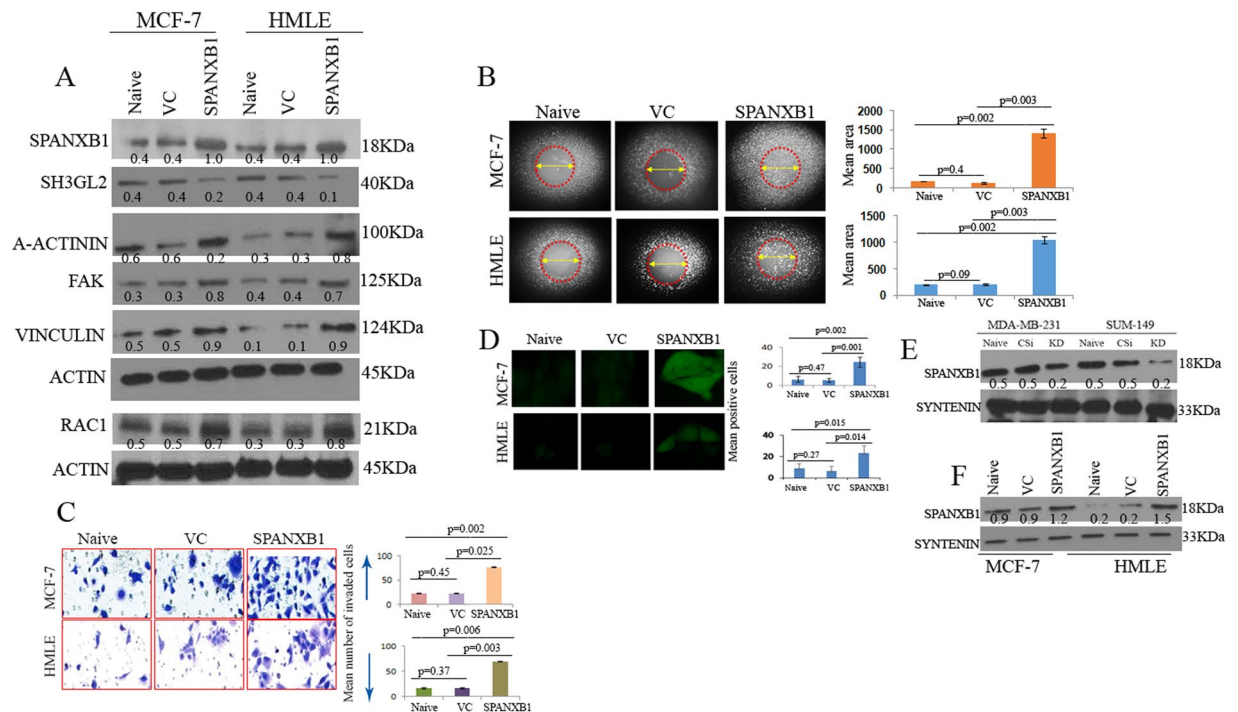 A
MCF-7 HMLE
Naive VC SPANXB1 Naive VC SPANXB1
SPANXB1 18KDa
0.4 0.4 1.0 0.4 0.4 1.0
SH3GL2 40KDa
0.4 0.4 0.2 0.4 0.4 0.1
A-ACTININ 100KDa
0.6 0.6 0.2 0.3 0.3 0.8
FAK 125KDa
0.3 0.3 0.8 0.4 0.4 0.7
VINCULIN 124KDa
0.5 0.5 0.9 0.1 0.1 0.9
ACTIN 45KDa
RAC1 21KDa
0.5 0.5 0.7 0.3 0.3 0.8
ACTIN 45KDa
B
Naive VC SPANXB1
MCF-7
HMLE
Mean area
2000
1500
1000
500
0
p=0.003
p=0.002
p=0.4
Naive VC SPANXB1
Mean area
1500
1000
500
0
p=0.003
p=0.002
p=0.09
Naive VC SPANXB1
C
Naive VC SPANXB1
MCF-7
HMLE
Mean number of invaded cells
p=0.002
p=0.025
p=0.45
100
50
0
Naive VC SPANXB1
p=0.006
p=0.003
p=0.37
100
50
0
Naive VC SPANXB1
D
Naive VC SPANXB1
MCF-7
HMLE
Mean positive cells
p=0.002
p=0.001
p=0.47
40
20
0
Naive VC SPANXB1
p=0.015
p=0.014
p=0.27
40
20
0
Naive VC SPANXB1
E
MDA-MB-231 SUM-149
Naive CSi KD Naive CSi KD
SPANXB1 18KDa
0.5 0.5 0.2 0.5 0.5 0.2
SYNTENIN 33KDa
F
Naive VC SPANXB1 Naive VC SPANXB1
SPANXB1 18KDa
0.9 0.9 1.2 0.2 0.2 1.5
SYNTENIN 33KDa
MCF-7 HMLE